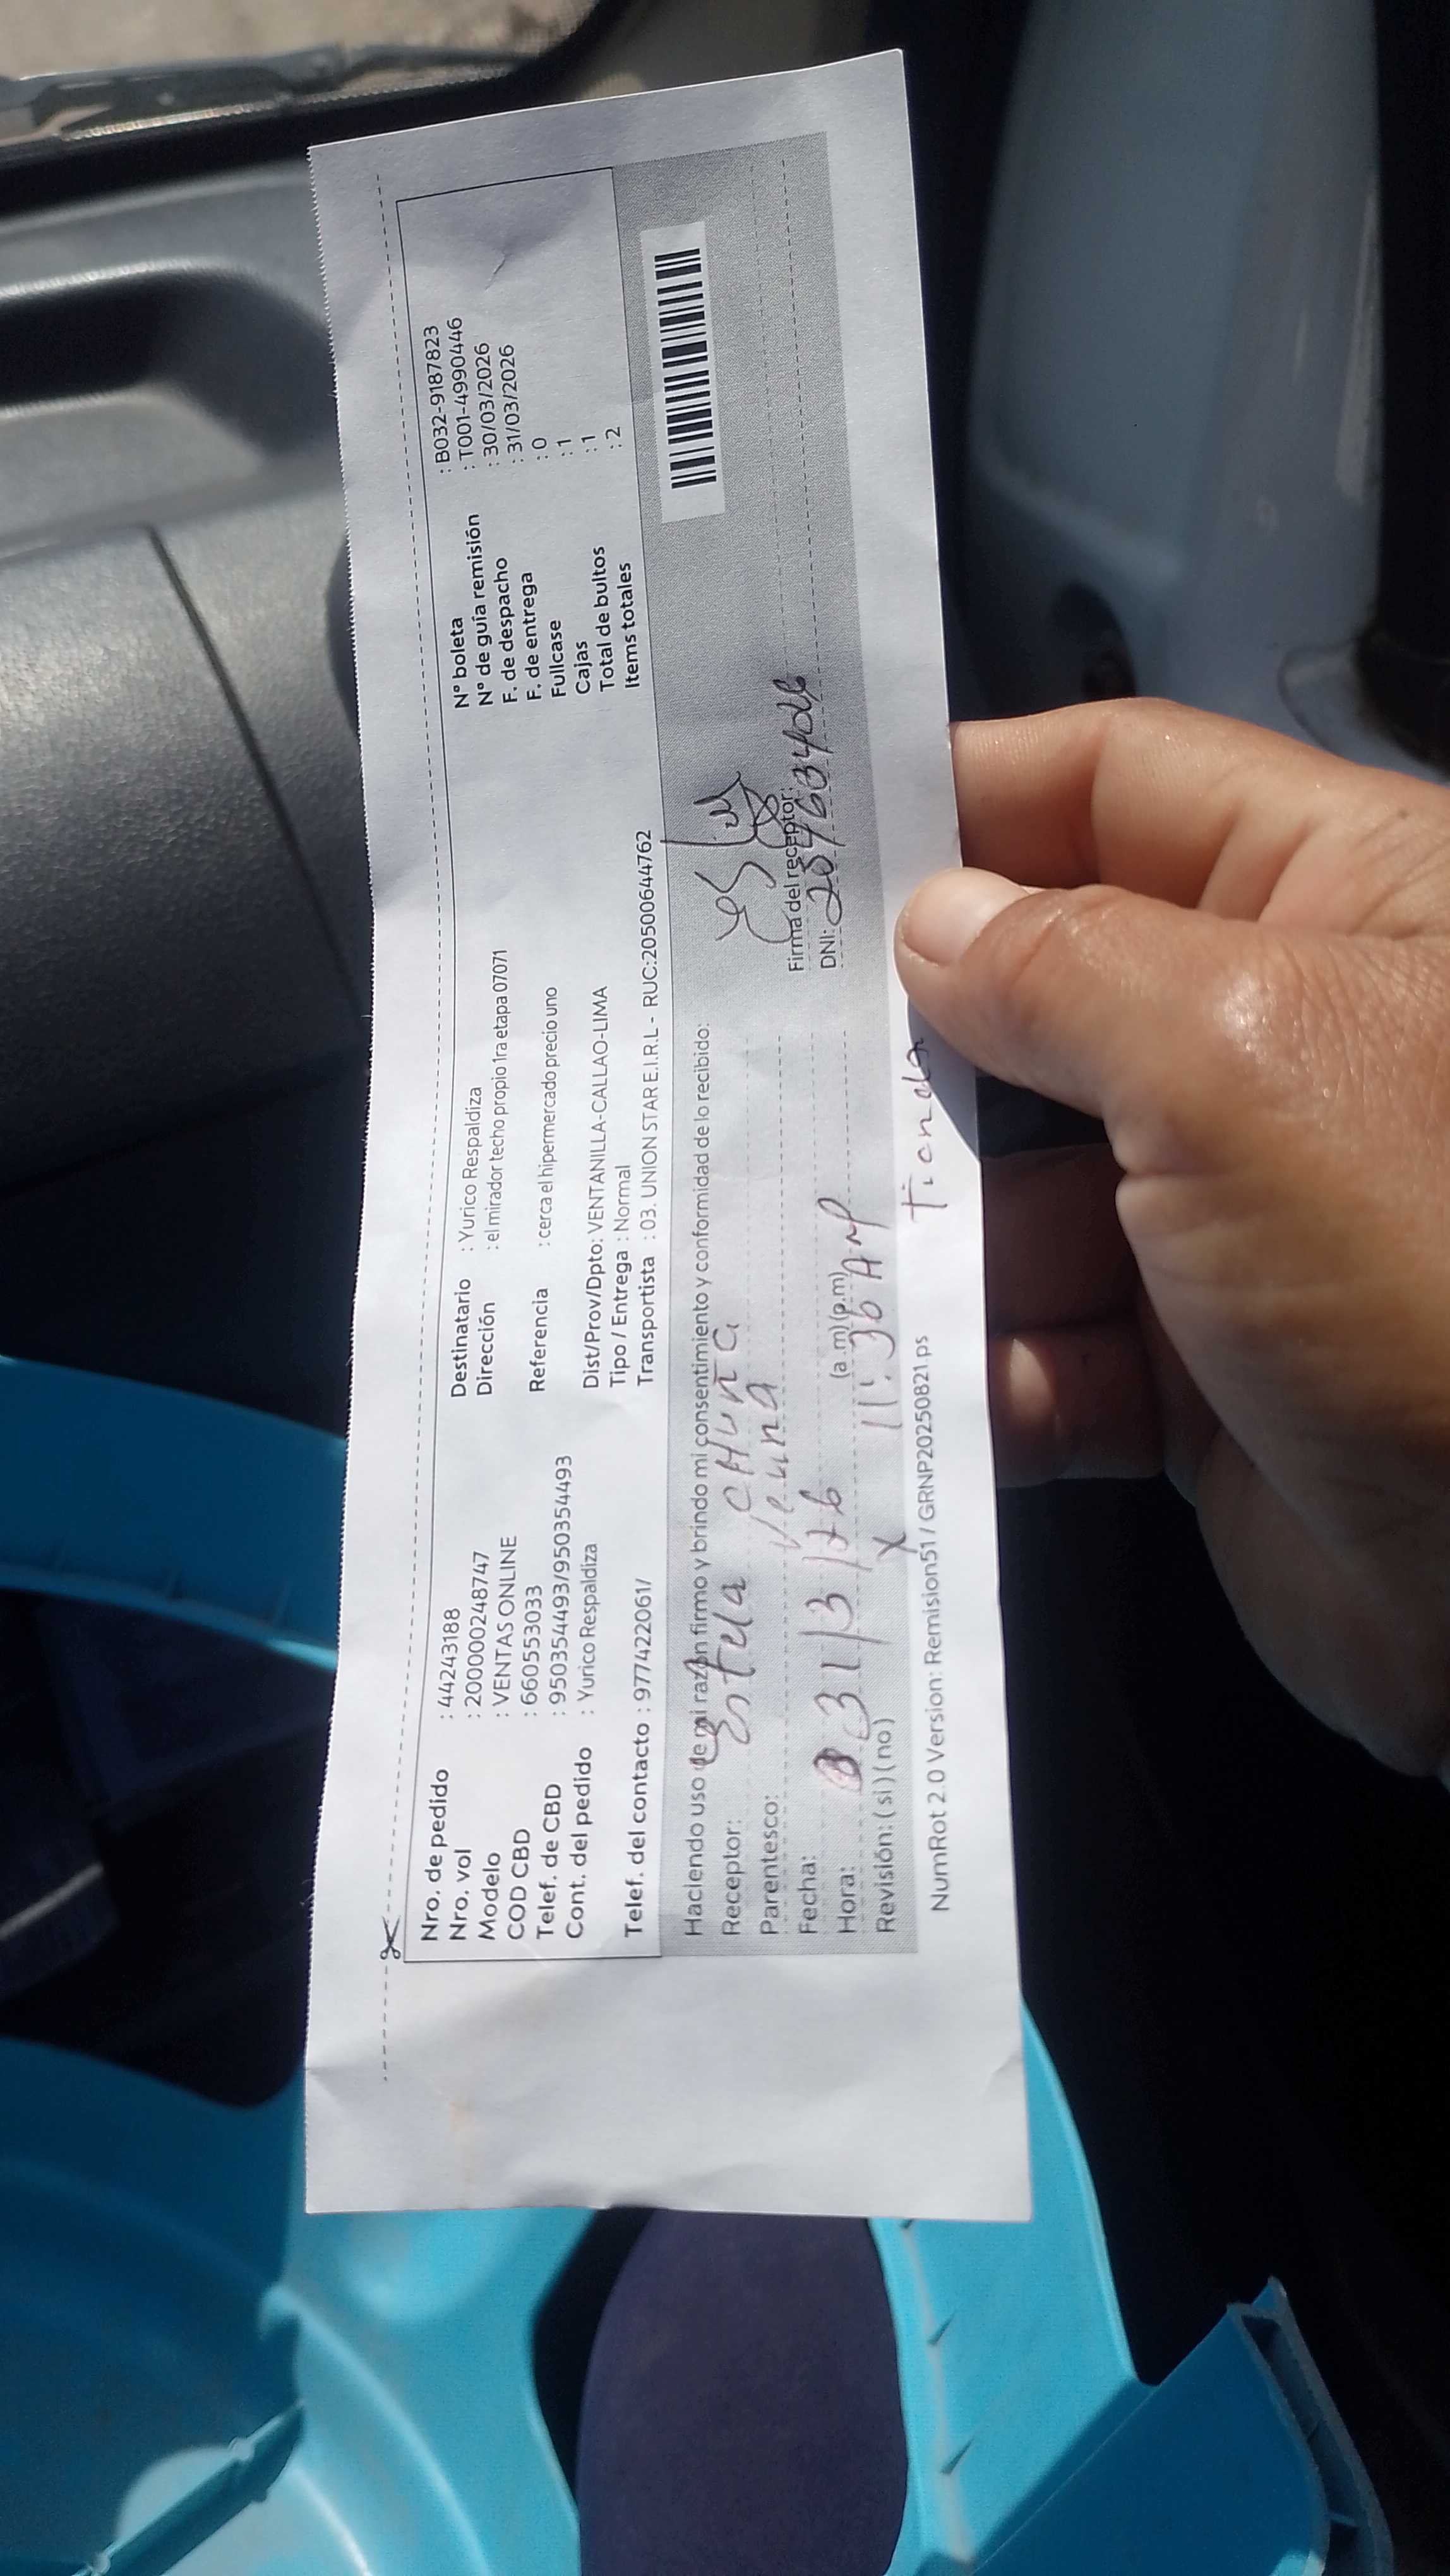 Nro. de pedido : 44243188
Nro. vol : 200000248747
Modelo : VENTAS ONLINE
COD CBD : 660553033
Telef. de CBD : 950354493/950354493
Cont. del pedido : Yurico Respaldiza
Telef. del contacto : 977422061/
Destinatario : Yurico Respaldiza
Dirección : el mirador techo propio 1ra etapa 07071
Referencia : cerca el hipermercado precio uno
Dist/Prov/Dpto: VENTANILLA-CALLAO-LIMA
Tipo / Entrega : Normal
Transportista : 03. UNION STAR E.I.R.L - RUC:20500644762
N° boleta : B032-9187823
N° de guía remisión : T001-4990446
F. de despacho : 30/03/2026
F. de entrega : 31/03/2026
Fullcase : 0
Cajas : 1
Total de bultos : 1
Items totales : 2
Haciendo uso de mi razón firmo y brindo mi consentimiento y conformidad de lo recibido:
Receptor: Estela CHUNG
Parentesco:
Fecha: 31/3/26
Hora: (a.m)(p.m) 11:36 AM
Revisión: (si)(no) X
Firma del receptor:
DNI:
Tienda
NumRot 2.0 Version: Remision51 / GRNP20250821.ps